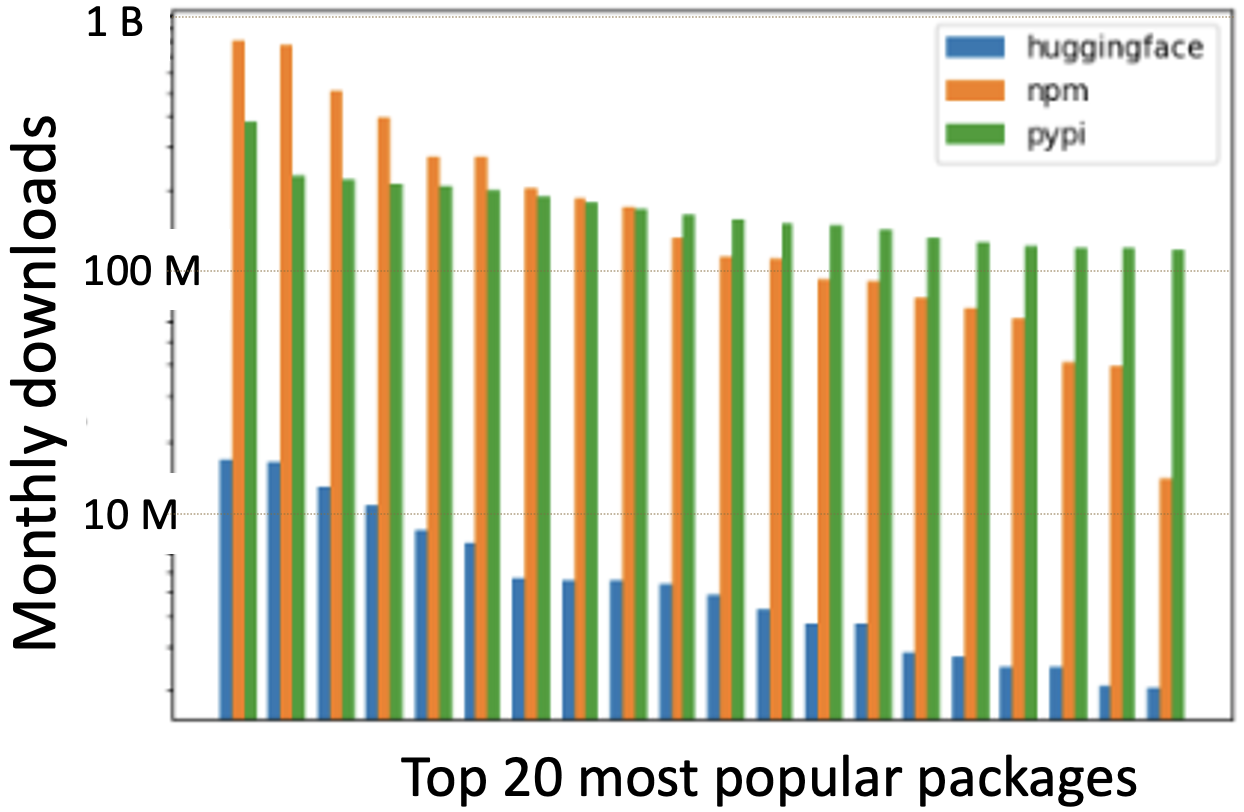 1 B
huggingface
npm
pypi
100 M
10 M
Monthly downloads
Top 20 most popular packages